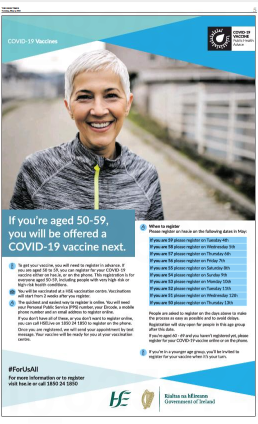 COVID-19 Vaccines
COVID-19
VACCINE
Public Health
Advice
If you're aged 50-59,
you will be offered a
COVID-19 vaccine next.
To get your vaccine, you will need to register in advance. If
you are aged 50 to 59, you can register for your COVID-19
vaccine either on hse.ie, or on the phone. This registration is for
everyone aged 50-59, including people with very high risk or
high-risk health conditions.
You will be vaccinated at a HSE vaccination centre. Vaccinations
will start from 2 weeks after you register.
The quickest and easiest way to register is online. You will need
your Personal Public Service (PPS) number, your Eircode, a mobile
phone number and an email address to register online.
If you don't have all of these, or you don't want to register online,
you can call HSELive on 1850 24 1850 to register on the phone.
Once you are registered, we will send your appointment by text
message. Your vaccine will be ready for you at your vaccination
centre.
When to register
Please register on hse.ie on the following dates in May:
If you are 59 please register on Tuesday 4th
If you are 58 please register on Wednesday 5th
If you are 57 please register on Thursday 6th
If you are 56 please register on Friday 7th
If you are 55 please register on Saturday 8th
If you are 54 please register on Sunday 9th
If you are 53 please register on Monday 10th
If you are 52 please register on Tuesday 11th
If you are 51 please register on Wednesday 12th
If you are 50 please register on Thursday 13th
People are asked to register on the days above to make
the process as easy as possible and to avoid delays.
Registration will stay open for people in this age group
after this date.
If you're aged 60 - 69 and you haven't registered yet, please
register for your COVID-19 vaccine online or on the phone.
If you're in a younger age group, you'll be invited to
register for your vaccine when it's your turn.
#ForUsAll
For more information or to register
visit hse.ie or call 1850 24 1850
Rialtas na hÉireann
Government of Ireland